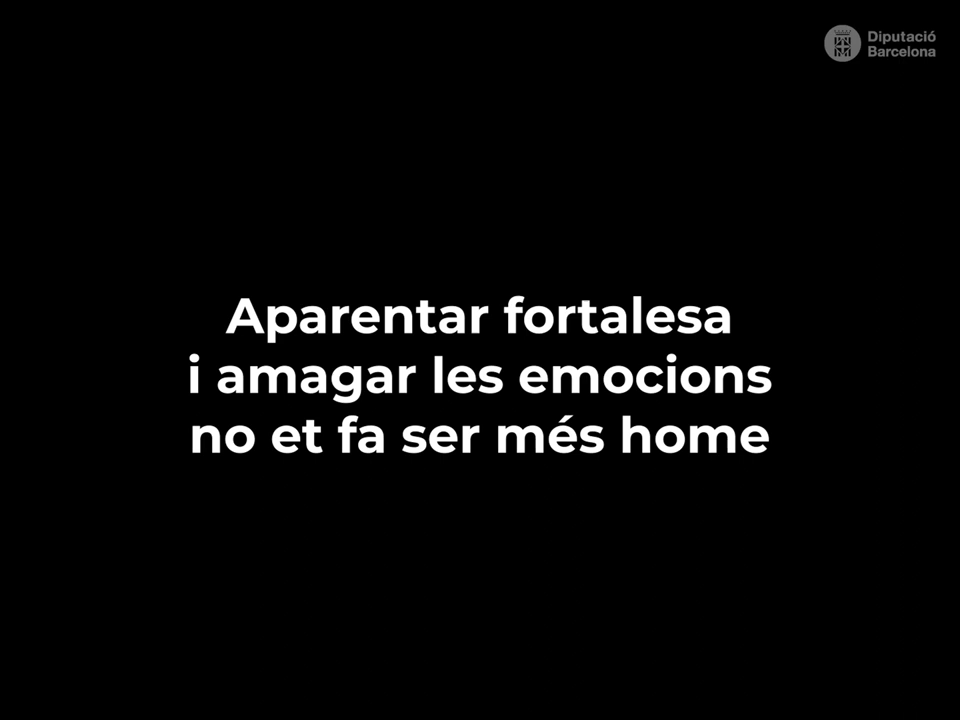 Diputació
Barcelona
Aparentar fortalesa
i amagar les emocions
no et fa ser més home